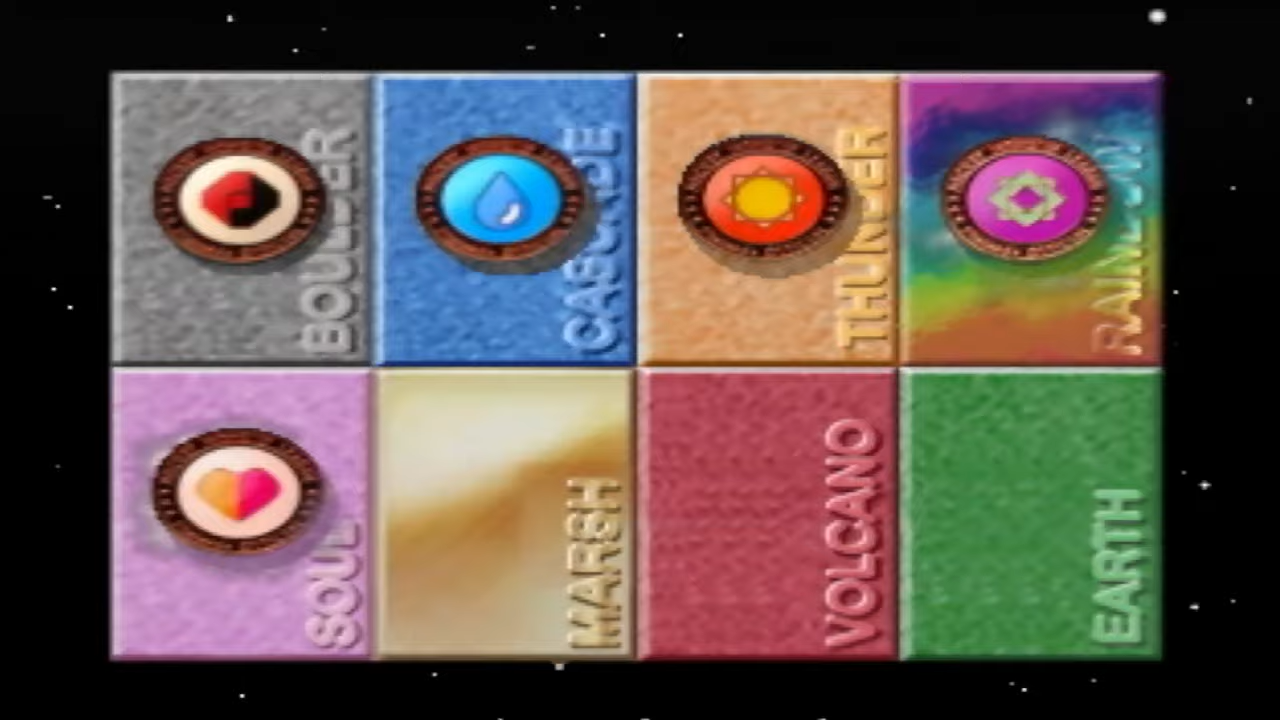 BOULDER
CASCADE
THUNDER
RAINBOW
SOUL
MARSH
VOLCANO
EARTH